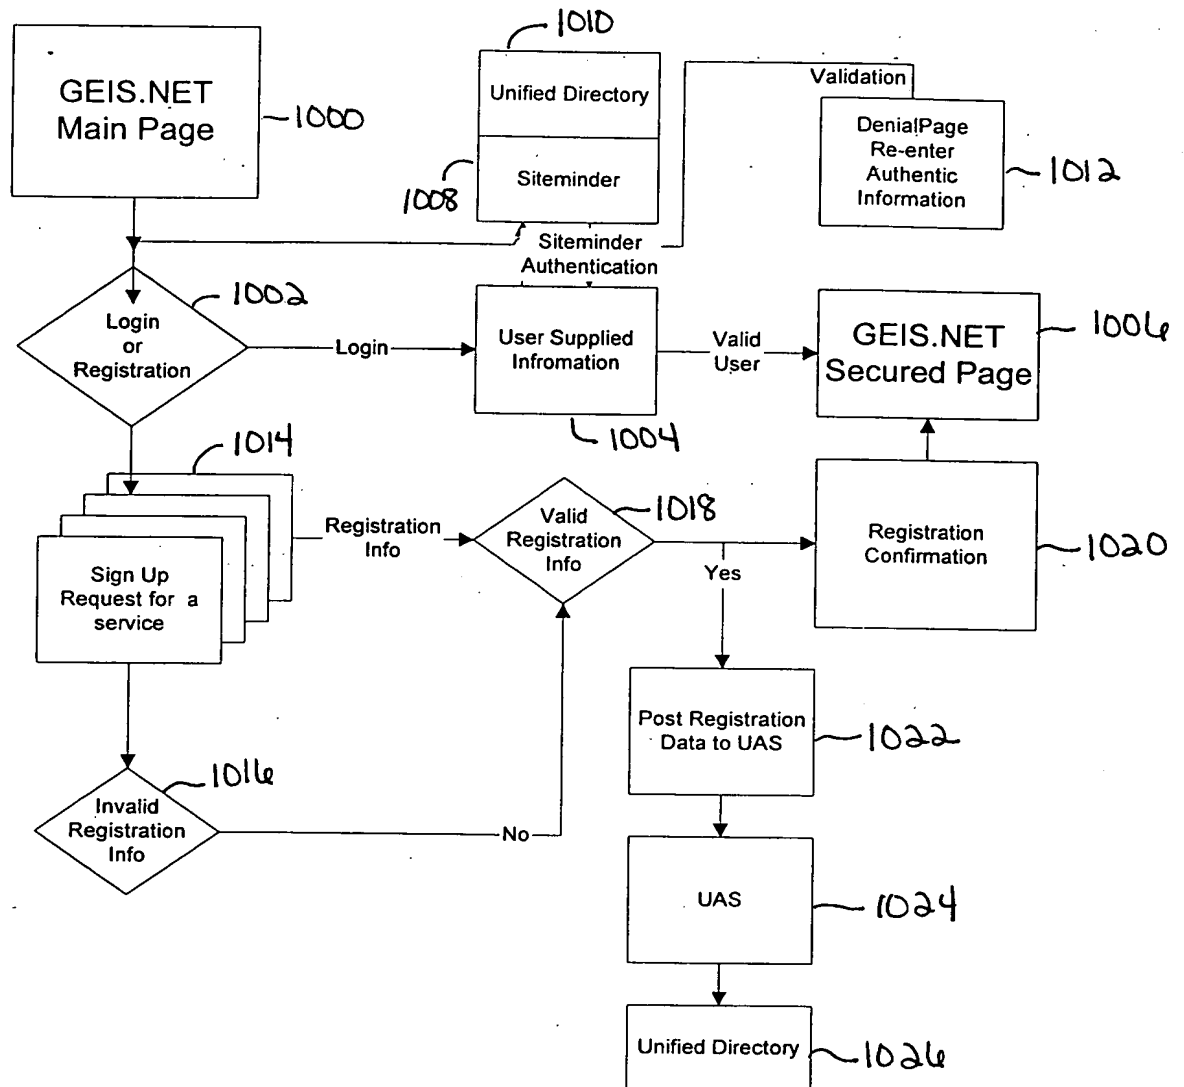 1010
GEIS.NET
Main Page
1000
Unified Directory
Siteminder
1008
Validation
DenialPage
Re-enter
Authentic
Information
1012
Siteminder
Authentication
1002
Login
or
Registration
Login
User Supplied
Infromation
1004
Valid
User
GEIS.NET
Secured Page
1006
1014
Sign Up
Request for a
service
Registration
Info
Valid
Registration
Info
1018
Yes
Registration
Confirmation
1020
Post Registration
Data to UAS
1022
1016
Invalid
Registration
Info
No
UAS
1024
Unified Directory
1026